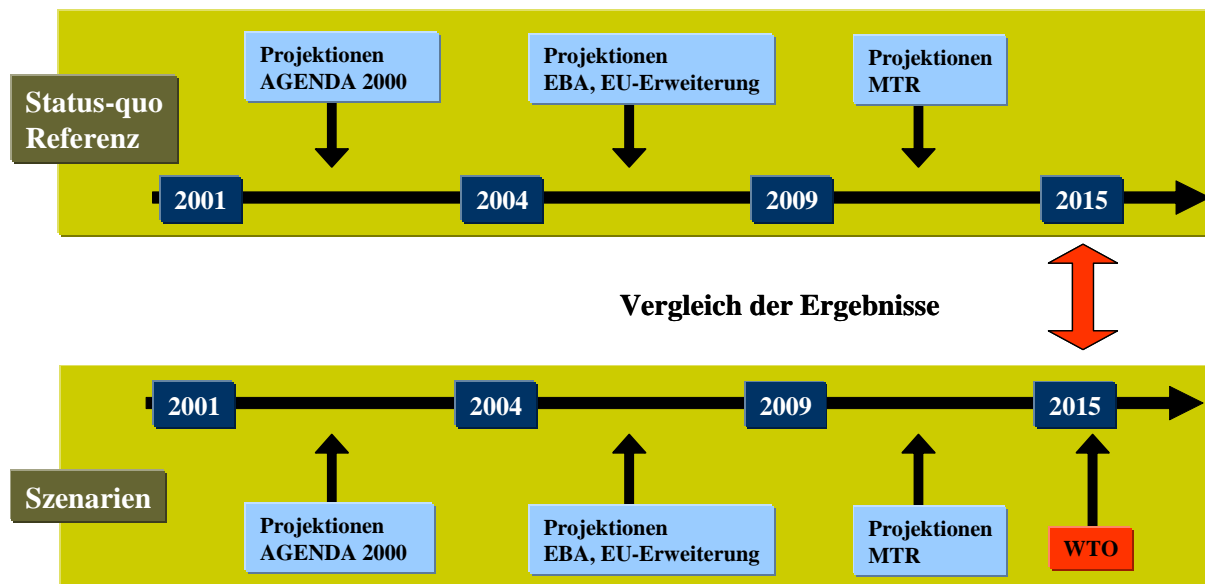 Projektionen
AGENDA 2000
Projektionen
EBA, EU-Erweiterung
Projektionen
MTR
Status-quo
Referenz
2001
2004
2009
2015
Vergleich der Ergebnisse
2001
2004
2009
2015
Szenarien
Projektionen
AGENDA 2000
Projektionen
EBA, EU-Erweiterung
Projektionen
MTR
WTO